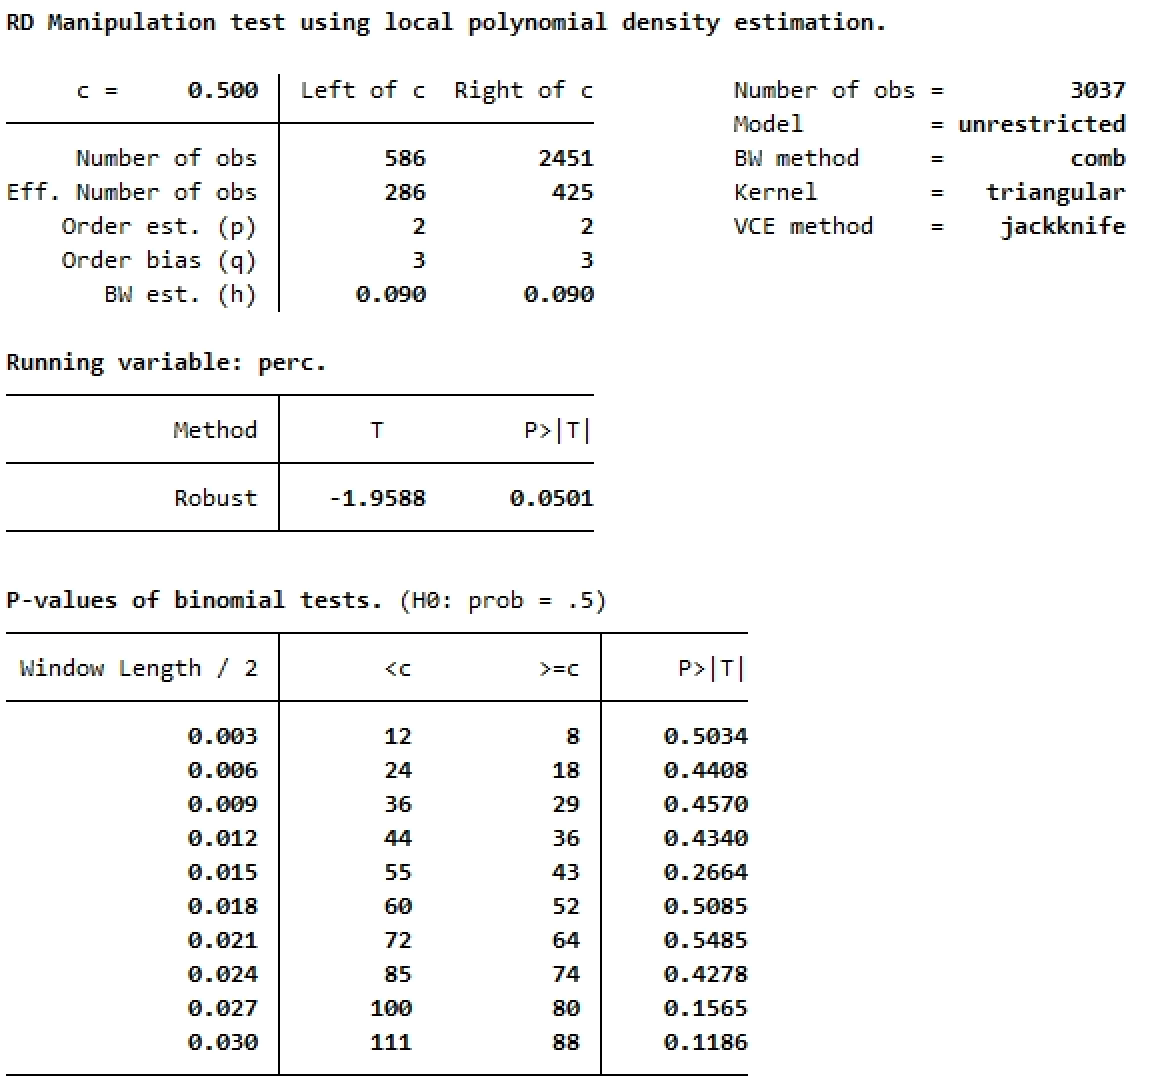 RD Manipulation test using local polynomial density estimation.
c = 0.500 Left of c Right of c Number of obs = 3037
Model = unrestricted
Number of obs 586 2451 BW method = comb
Eff. Number of obs 286 425 Kernel = triangular
Order est. (p) 2 2 VCE method = jackknife
Order bias (q) 3 3
BW est. (h) 0.090 0.090
Running variable: perc.
Method T P>|T|
Robust -1.9588 0.0501
P-values of binomial tests. (H0: prob = .5)
Window Length / 2 <c >=c P>|T|
0.003 12 8 0.5034
0.006 24 18 0.4408
0.009 36 29 0.4570
0.012 44 36 0.4340
0.015 55 43 0.2664
0.018 60 52 0.5085
0.021 72 64 0.5485
0.024 85 74 0.4278
0.027 100 80 0.1565
0.030 111 88 0.1186